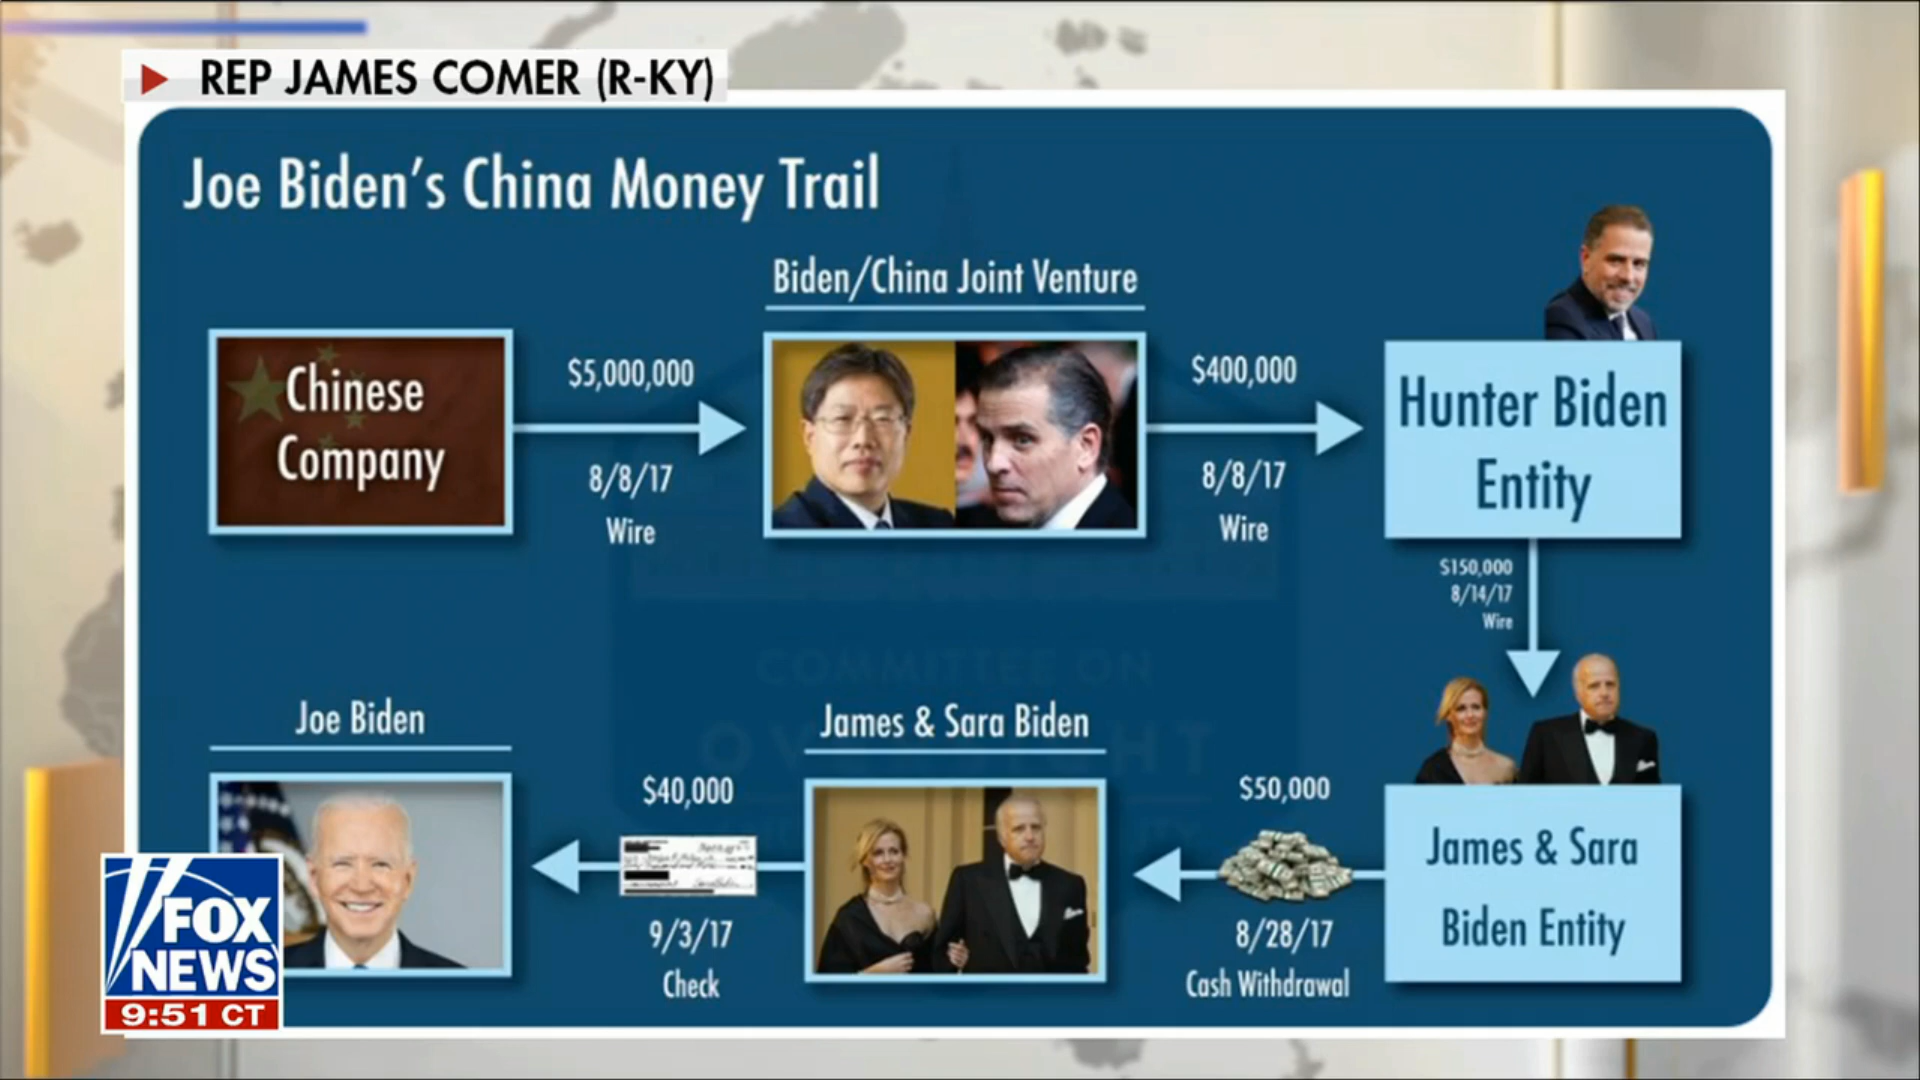 REP JAMES COMER (R-KY)
Joe Biden's China Money Trail
Biden/China Joint Venture
Chinese
Company
$5,000,000
8/8/17
Wire
$400,000
8/8/17
Wire
Hunter Biden
Entity
$150,000
8/14/17
Wire
Joe Biden
James & Sara Biden
$40,000
9/3/17
Check
$50,000
8/28/17
Cash Withdrawal
James & Sara
Biden Entity
COMMITTEE ON
FOX
NEWS
9:51 CT